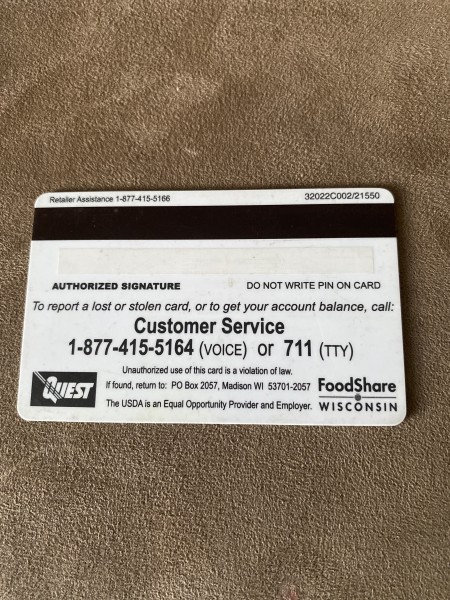 Retailer Assistance 1-877-415-5166 32022C002/21550
AUTHORIZED SIGNATURE DO NOT WRITE PIN ON CARD
To report a lost or stolen card, or to get your account balance, call:
Customer Service
1-877-415-5164 (VOICE) or 711 (TTY)
Unauthorized use of this card is a violation of law.
If found, return to: PO Box 2057, Madison WI 53701-2057
The USDA is an Equal Opportunity Provider and Employer.
QUEST
FoodShare
WISCONSIN